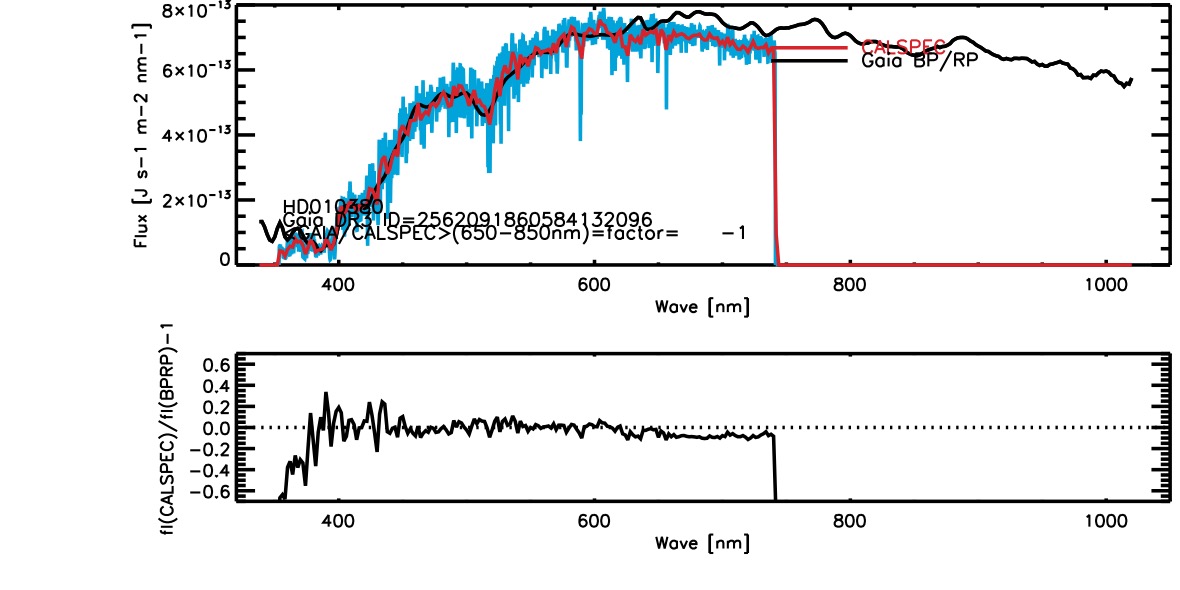 8×10−13
6×10−13
4×10−13
2×10−13
0
Flux [J s−1 m−2 nm−1]
CALSPEC
Gaia BP/RP
HD010380
Gaia DR3 ID=2562091860584132096
<GAIA/CALSPEC>(650−850nm)=factor= −1
400 600 800 1000
Wave [nm]
fl(CALSPEC)/fl(BPRP)−1
0.6
0.4
0.2
0.0
−0.2
−0.4
−0.6
400 600 800 1000
Wave [nm]